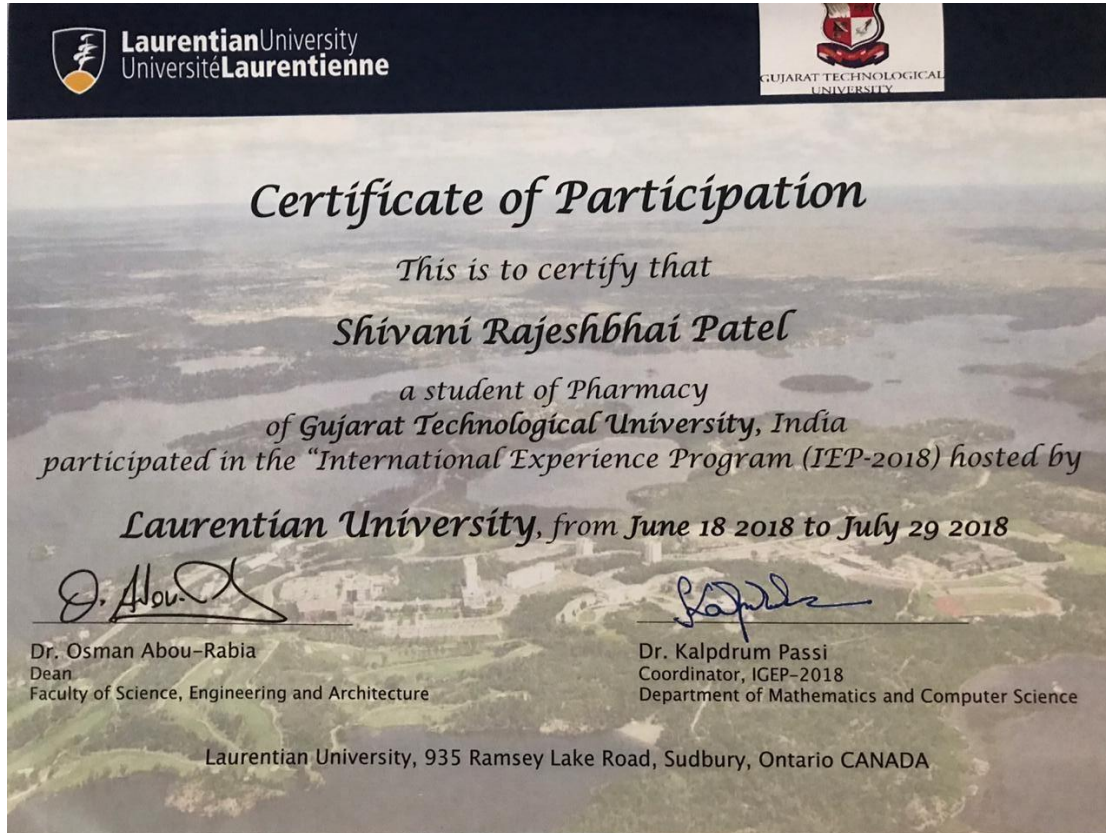 LaurentianUniversity
UniversitéLaurentienne
GUJARAT TECHNOLOGICAL
UNIVERSITY
Certificate of Participation
This is to certify that
Shivani Rajeshbhai Patel
a student of Pharmacy
of Gujarat Technological University, India
participated in the “International Experience Program (IEP-2018) hosted by
Laurentian University, from June 18 2018 to July 29 2018
Dr. Osman Abou-Rabia
Dean
Faculty of Science, Engineering and Architecture
Dr. Kalpdrum Passi
Coordinator, IGEP-2018
Department of Mathematics and Computer Science
Laurentian University, 935 Ramsey Lake Road, Sudbury, Ontario CANADA